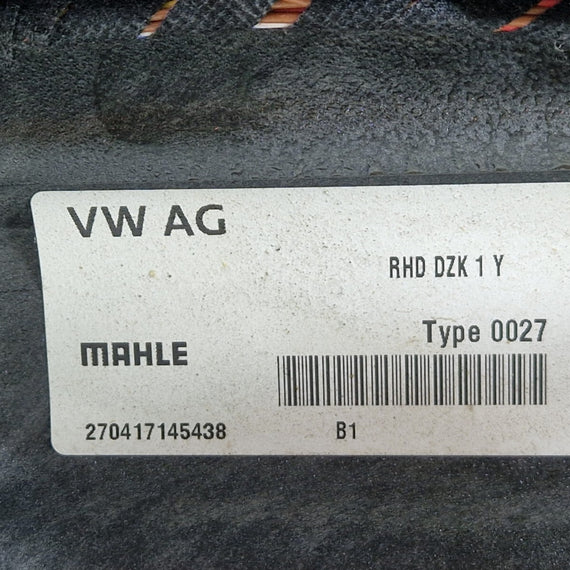 VW AG
RHD DZK 1 Y
Type 0027
MAHLE
270417145438
B1